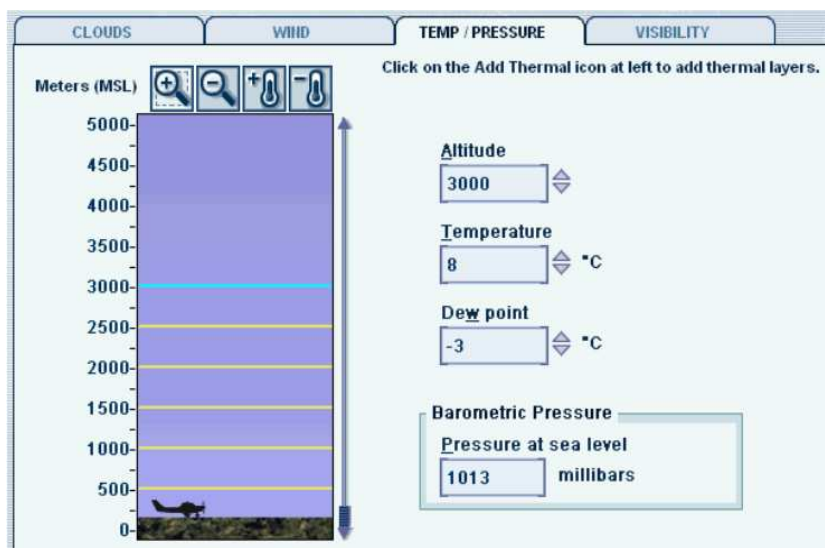 CLOUDS WIND TEMP / PRESSURE VISIBILITY
Click on the Add Thermal icon at left to add thermal layers.
Meters (MSL)
5000-
4500-
4000-
3500-
3000-
2500-
2000-
1500-
1000-
500-
0-
Altitude
3000
Temperature
8 °C
Dew point
-3 °C
Barometric Pressure
Pressure at sea level
1013 millibars